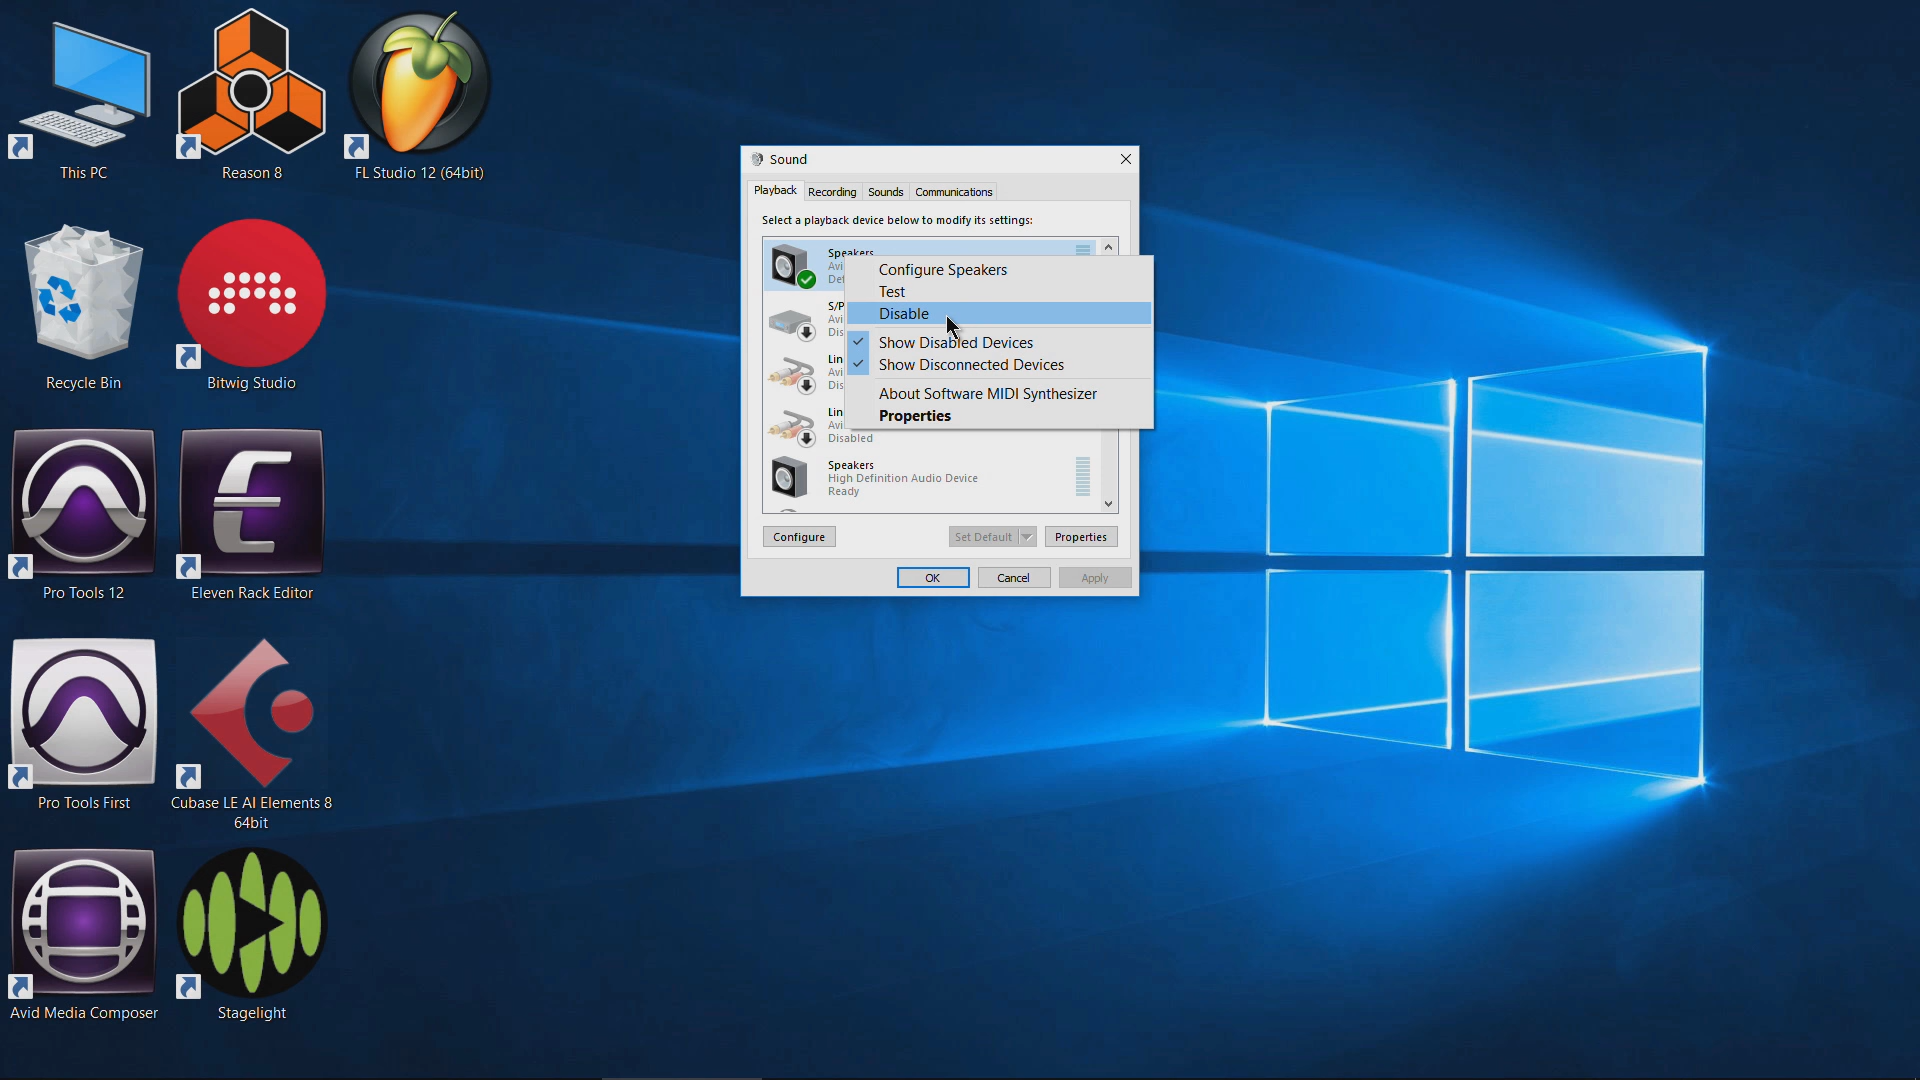 This PC
Reason 8
FL Studio 12 (64bit)
Recycle Bin
Bitwig Studio
Pro Tools 12
Eleven Rack Editor
Pro Tools First
Cubase LE AI Elements 8
64bit
Avid Media Composer
Stagelight
Sound
Playback
Recording
Sounds
Communications
Select a playback device below to modify its settings:
Speakers
Configure Speakers
Test
Disable
Show Disabled Devices
Show Disconnected Devices
About Software MIDI Synthesizer
Properties
Disabled
Speakers
High Definition Audio Device
Ready
Configure
Set Default
Properties
OK
Cancel
Apply